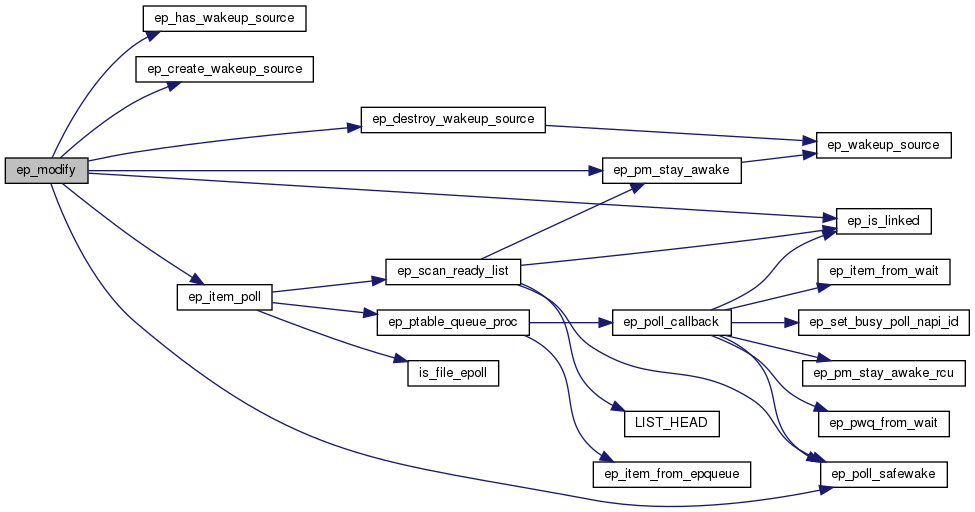 ep_has_wakeup_source
ep_create_wakeup_source
ep_destroy_wakeup_source
ep_wakeup_source
ep_modify
ep_pm_stay_awake
ep_is_linked
ep_scan_ready_list
ep_item_from_wait
ep_item_poll
ep_ptable_queue_proc
ep_poll_callback
ep_set_busy_poll_napi_id
is_file_epoll
ep_pm_stay_awake_rcu
LIST_HEAD
ep_pwq_from_wait
ep_item_from_epqueue
ep_poll_safewake